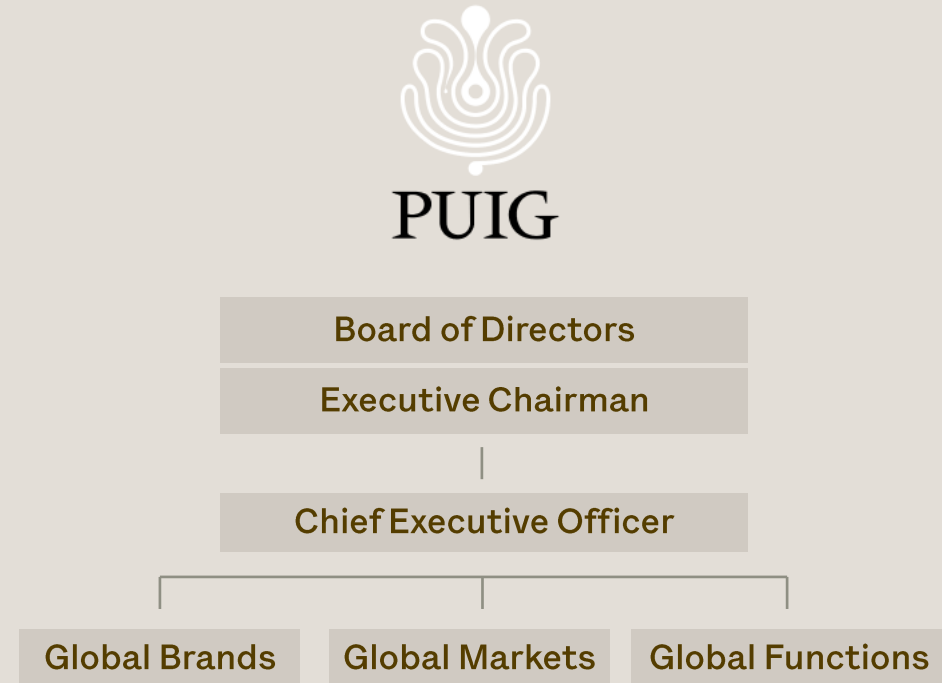 PUIG
Board of Directors
Executive Chairman
Chief Executive Officer
Global Brands
Global Markets
Global Functions